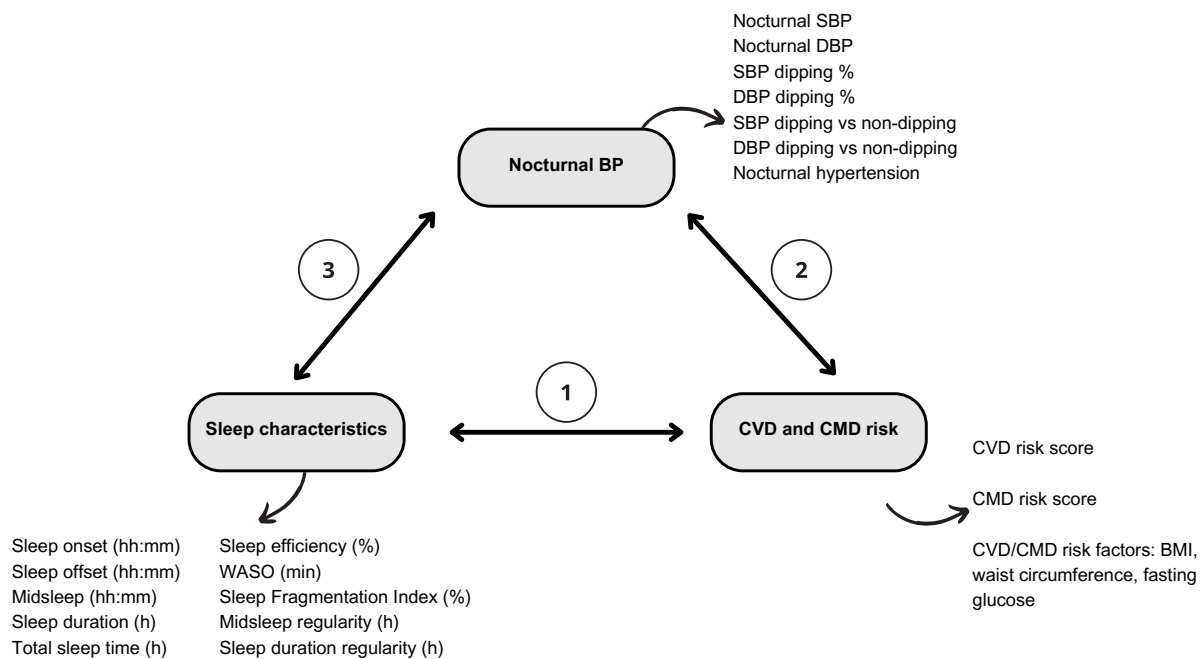 Nocturnal SBP
Nocturnal DBP
SBP dipping %
DBP dipping %
SBP dipping vs non-dipping
DBP dipping vs non-dipping
Nocturnal hypertension
Nocturnal BP
3
2
1
Sleep characteristics
CVD and CMD risk
CVD risk score
CMD risk score
CVD/CMD risk factors: BMI,
waist circumference, fasting
glucose
Sleep onset (hh:mm)
Sleep offset (hh:mm)
Midsleep (hh:mm)
Sleep duration (h)
Total sleep time (h)
Sleep efficiency (%)
WASO (min)
Sleep Fragmentation Index (%)
Midsleep regularity (h)
Sleep duration regularity (h)